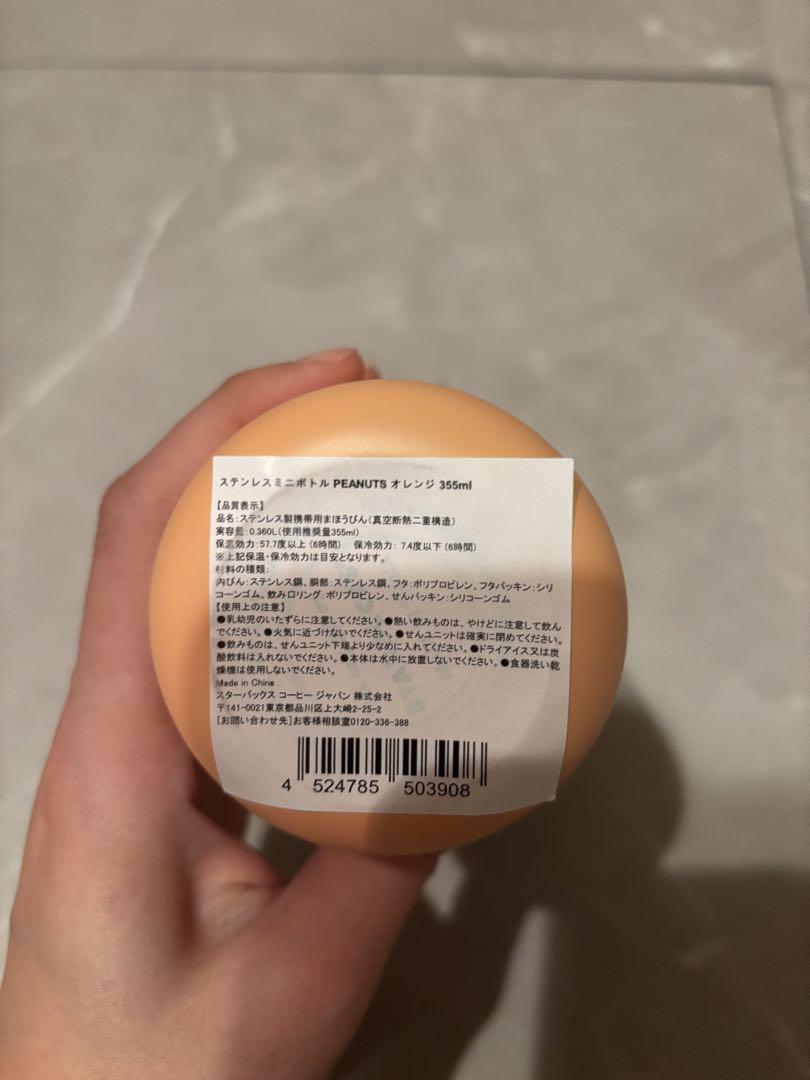 ステンレスミニボトル PEANUTS オレンジ 355ml
【品質表示】
品名:ステンレス製携帯用まほうびん(真空断熱二重構造)
実容量:0.360L(使用推奨量355ml)
保温効力:57.7度以上(6時間) 保冷効力: 7.4度以下(6時間)
※上記保温・保冷効力は目安となります。
材料の種類:
内びん:ステンレス鋼、胴部:ステンレス鋼、フタ:ポリプロピレン、フタパッキン:シリ
コーンゴム、飲み口リング:ポリプロピレン、せんパッキン:シリコーンゴム
【使用上の注意】
●乳幼児のいたずらに注意してください。●熱い飲みものは、やけどに注意して飲ん
でください。●火気に近づけないでください。●せんユニットは確実に閉めてください。
●飲みものは、せんユニット下端より少なめに入れてください。●ドライアイス又は炭
酸飲料は入れないでください。●本体は水中に放置しないでください。●食器洗い乾
燥機は使用しないでください。
Made in China
スターバックス コーヒー ジャパン 株式会社
〒141-0021東京都品川区上大崎2-25-2
[お問い合わせ先]お客様相談室0120-336-388
4 524785 503908